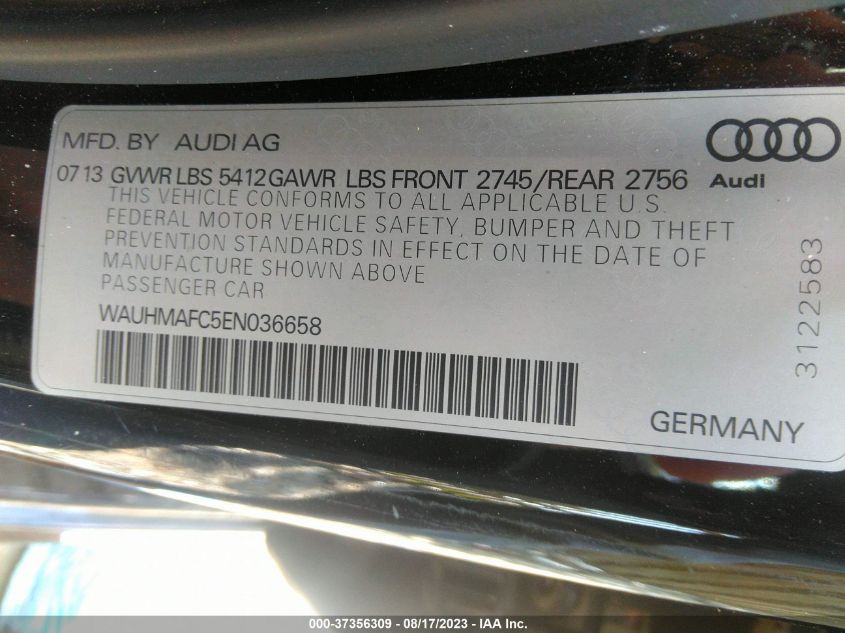 MFD. BY AUDI AG
07 13 GVWR LBS 5412 GAWR LBS FRONT 2745/REAR 2756
Audi
THIS VEHICLE CONFORMS TO ALL APPLICABLE U.S.
FEDERAL MOTOR VEHICLE SAFETY, BUMPER AND THEFT
PREVENTION STANDARDS IN EFFECT ON THE DATE OF
MANUFACTURE SHOWN ABOVE
PASSENGER CAR
WAUHMAFC5EN036658
3122583
GERMANY
000-37356309 - 08/17/2023 - IAA Inc.